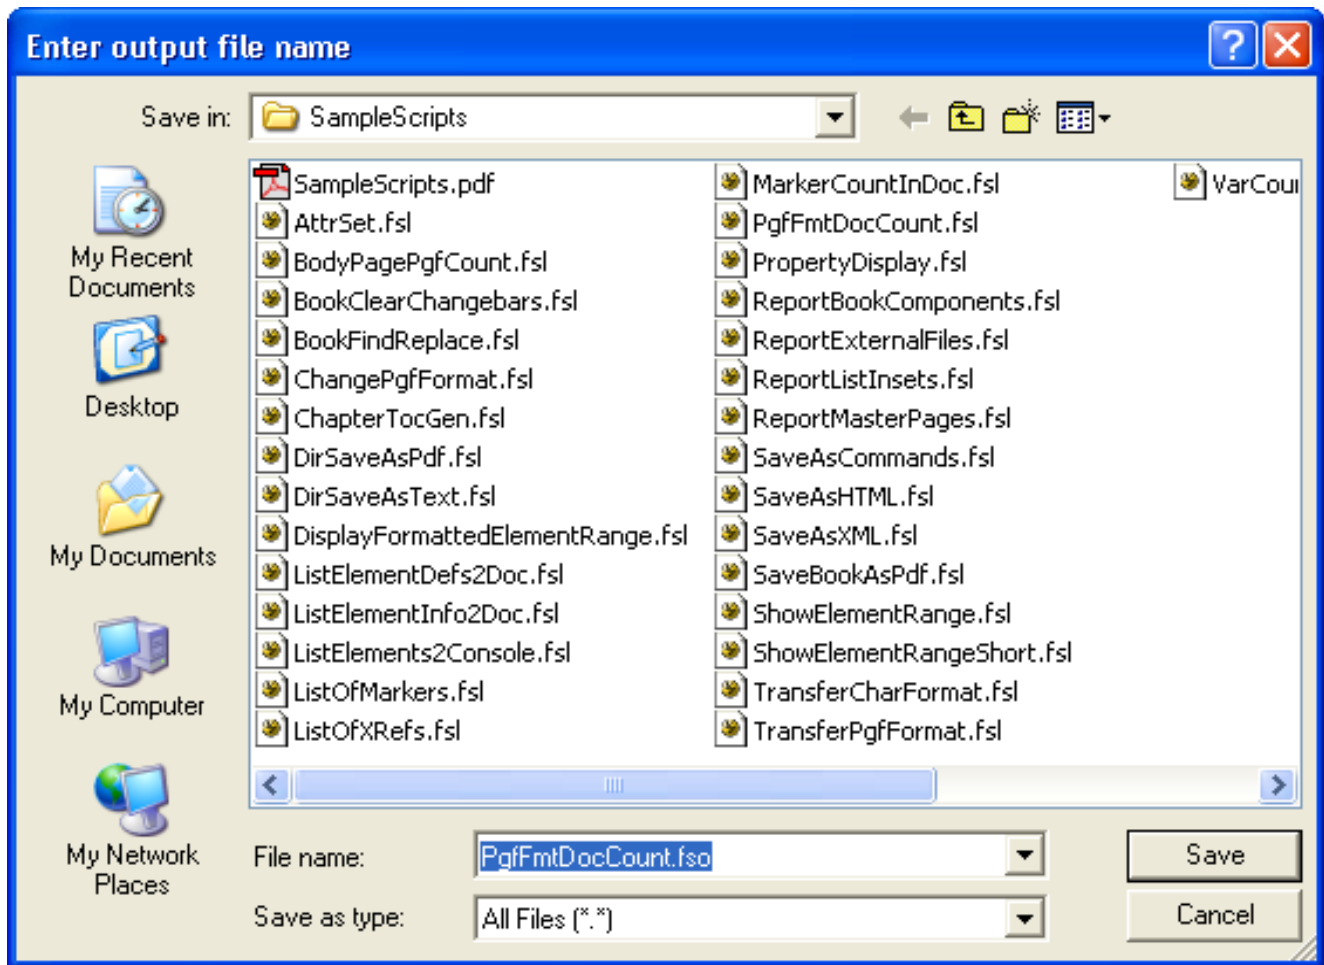 Enter output file name
Save in:
SampleScripts
My Recent
Documents
Desktop
My Documents
My Computer
My Network
Places
SampleScripts.pdf
AttrSet.fsl
BodyPagePgfCount.fsl
BookClearChangebars.fsl
BookFindReplace.fsl
ChangePgfFormat.fsl
ChapterTocGen.fsl
DirSaveAsPdf.fsl
DirSaveAsText.fsl
DisplayFormattedElementRange.fsl
ListElementDefs2Doc.fsl
ListElementInfo2Doc.fsl
ListElements2Console.fsl
ListOfMarkers.fsl
ListOfXRefs.fsl
MarkerCountInDoc.fsl
PgfFmtDocCount.fsl
PropertyDisplay.fsl
ReportBookComponents.fsl
ReportExternalFiles.fsl
ReportListInsets.fsl
ReportMasterPages.fsl
SaveAsCommands.fsl
SaveAsHTML.fsl
SaveAsXML.fsl
SaveBookAsPdf.fsl
ShowElementRange.fsl
ShowElementRangeShort.fsl
TransferCharFormat.fsl
TransferPgfFormat.fsl
VarCou
File name:
PgfFmtDocCount.fso
Save
Save as type:
All Files (*.*)
Cancel